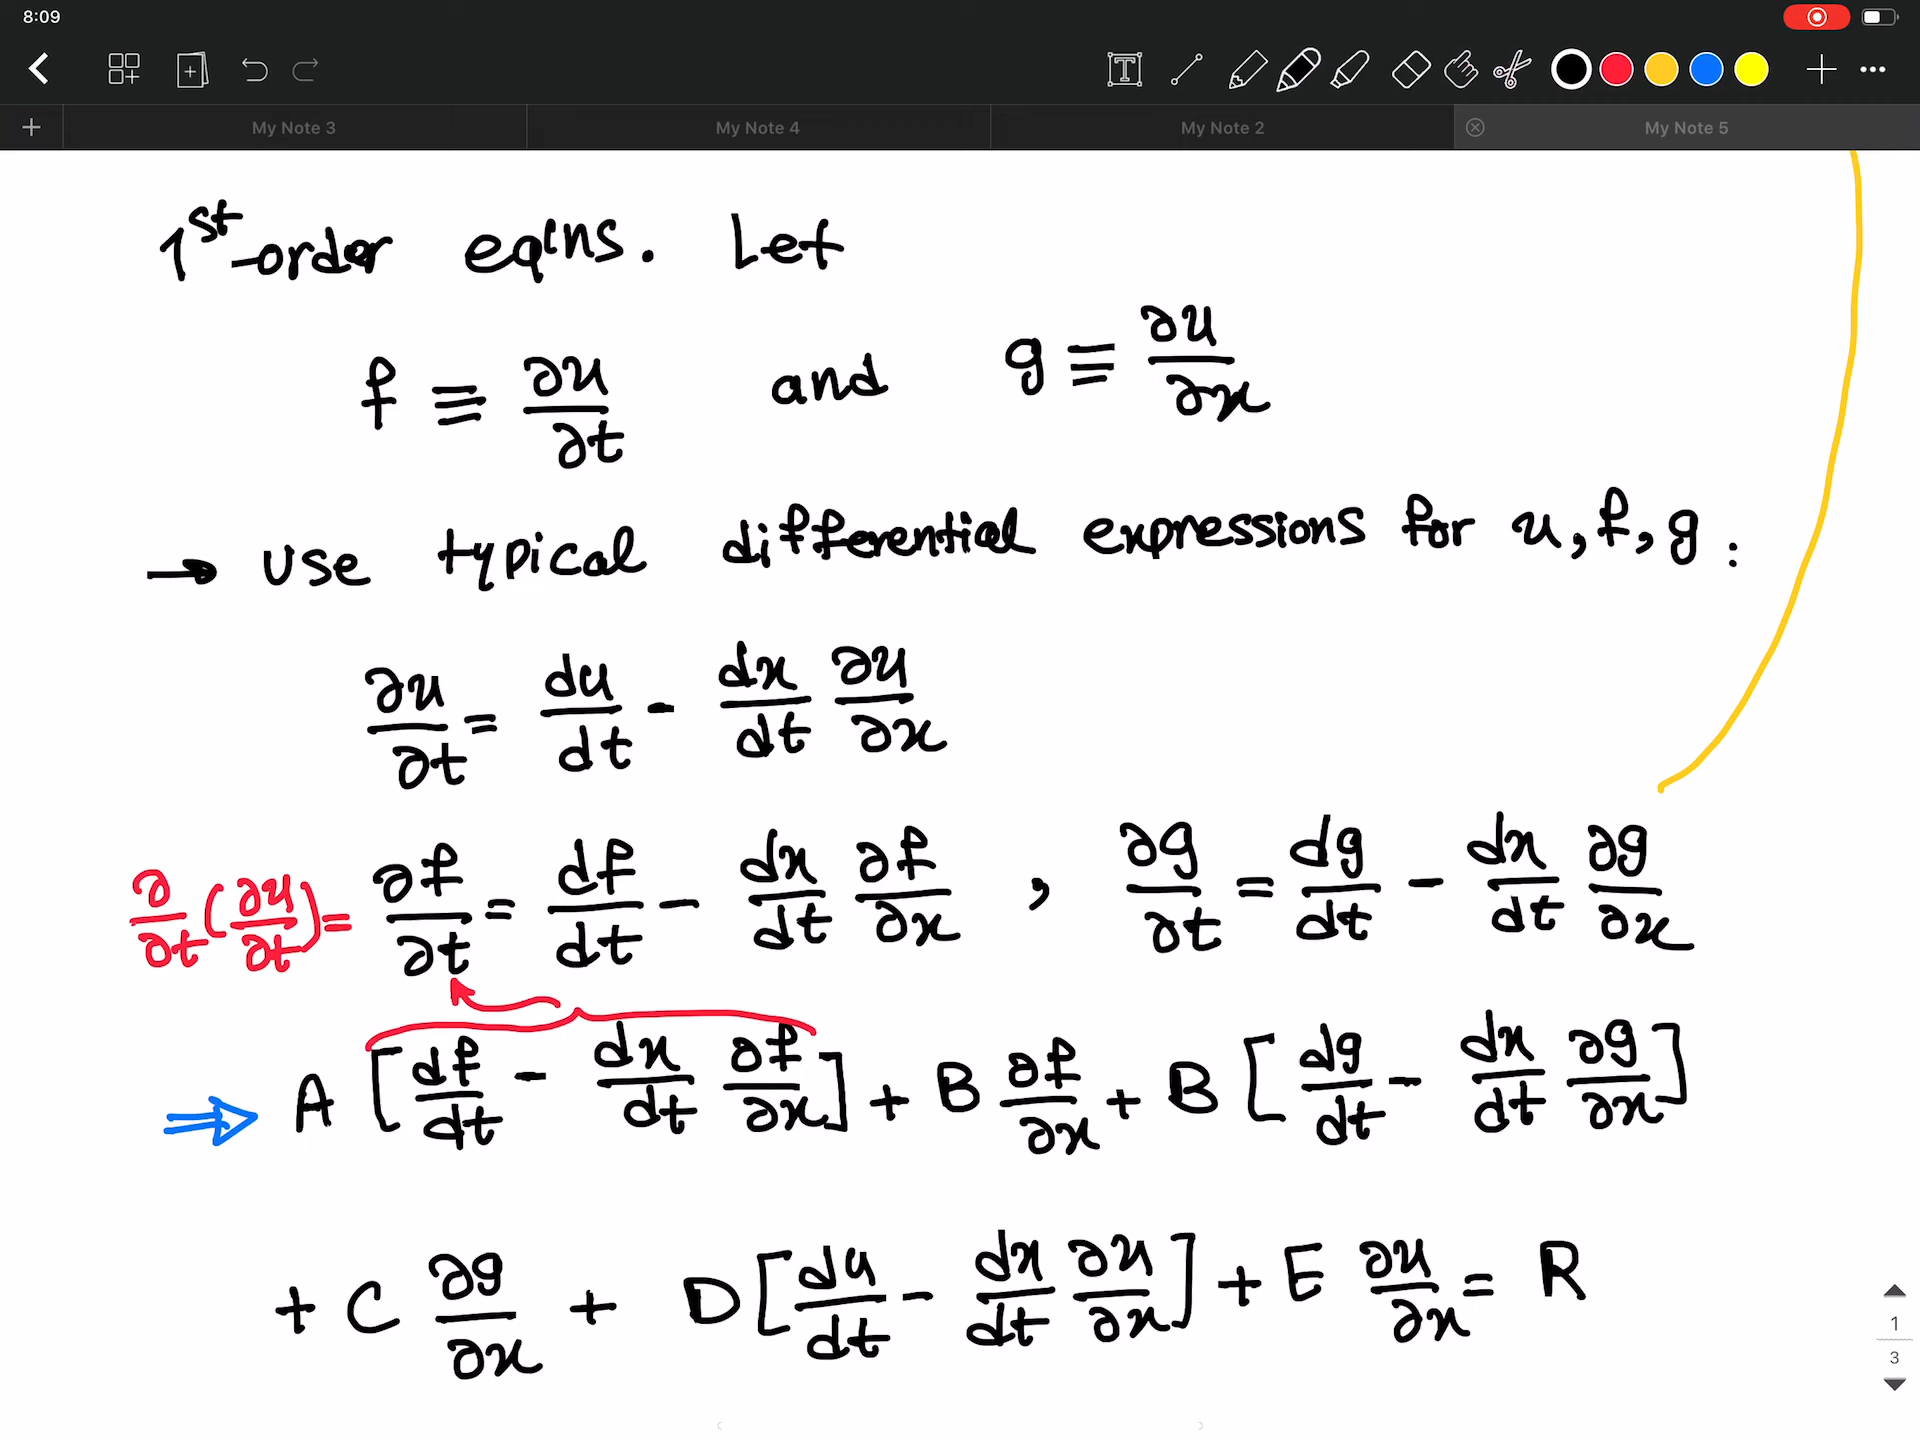 8:09
My Note 3 My Note 4 My Note 2 My Note 5
1st-order eq'ns. Let
f ≡ ∂u/∂t and g ≡ ∂u/∂x
→ use typical differential expressions for u, f, g :
∂u/∂t = du/dt - dx/dt ∂u/∂x
∂/∂t (∂u/∂t) = ∂f/∂t = df/dt - dx/dt ∂f/∂x , ∂g/∂t = dg/dt - dx/dt ∂g/∂x
⇒ A [df/dt - dx/dt ∂f/∂x] + B ∂f/∂x + B [dg/dt - dx/dt ∂g/∂x]
+ C ∂g/∂x + D [du/dt - dx/dt ∂u/∂x] + E ∂u/∂x = R
1
3